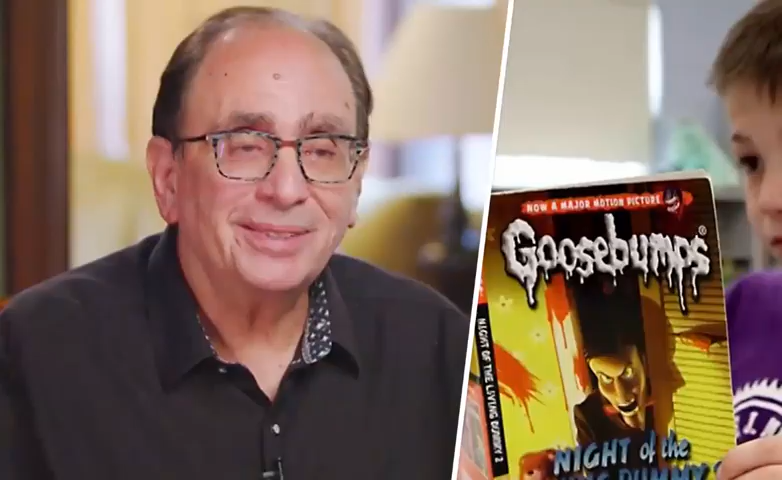 NOW A MAJOR MOTION PICTURE
Goosebumps®
NIGHT OF THE LIVING DUMMY 2
NIGHT of the